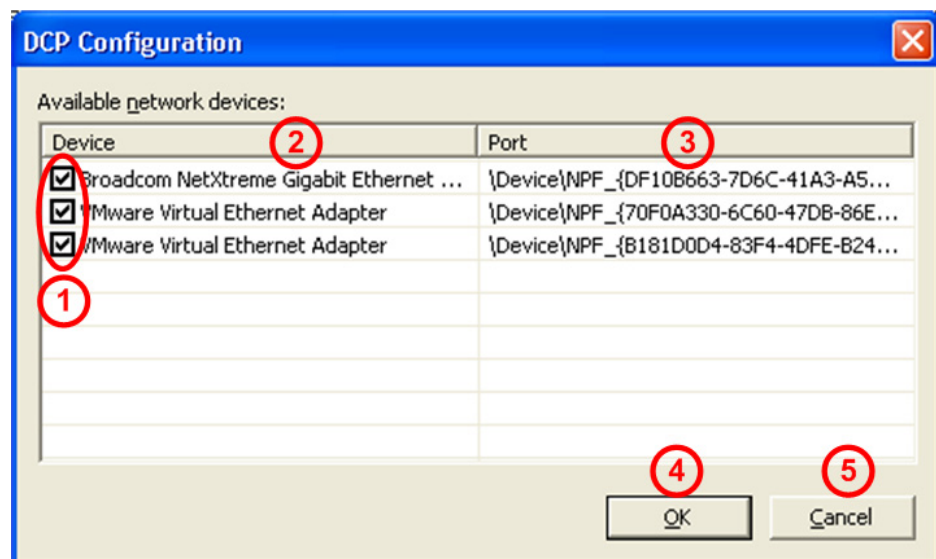 DCP Configuration
Available network devices:
Device 2 Port 3
Broadcom NetXtreme Gigabit Ethernet ... \Device\NPF_{DF10B663-7D6C-41A3-A5...
VMware Virtual Ethernet Adapter \Device\NPF_{70F0A330-6C60-47DB-86E...
VMware Virtual Ethernet Adapter \Device\NPF_{B181D0D4-83F4-4DFE-B24...
1
4 5
OK Cancel